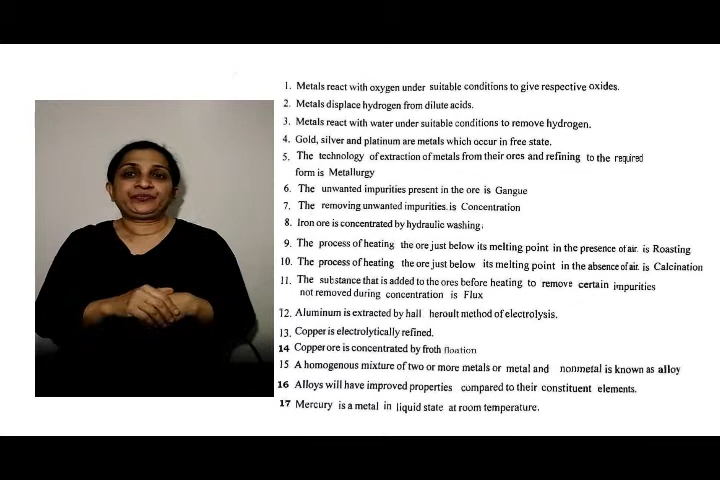 1. Metals react with oxygen under suitable conditions to give respective oxides.
2. Metals displace hydrogen from dilute acids.
3. Metals react with water under suitable conditions to remove hydrogen.
4. Gold, silver and platinum are metals which occur in free state.
5. The technology of extraction of metals from their ores and refining to the required
form is Metallurgy
6. The unwanted impurities present in the ore is Gangue
7. The removing unwanted impurities. is Concentration
8. Iron ore is concentrated by hydraulic washing.
9. The process of heating the ore just below its melting point in the presence of air. is Roasting
10. The process of heating the ore just below its melting point in the absence of air. is Calcination
11. The substance that is added to the ores before heating to remove certain impurities
not removed during concentration is Flux
12. Aluminum is extracted by hall heroult method of electrolysis.
13. Copper is electrolytically refined.
14 Copper ore is concentrated by froth floation
15 A homogenous mixture of two or more metals or metal and nonmetal is known as alloy
16 Alloys will have improved properties compared to their constituent elements.
17 Mercury is a metal in liquid state at room temperature.